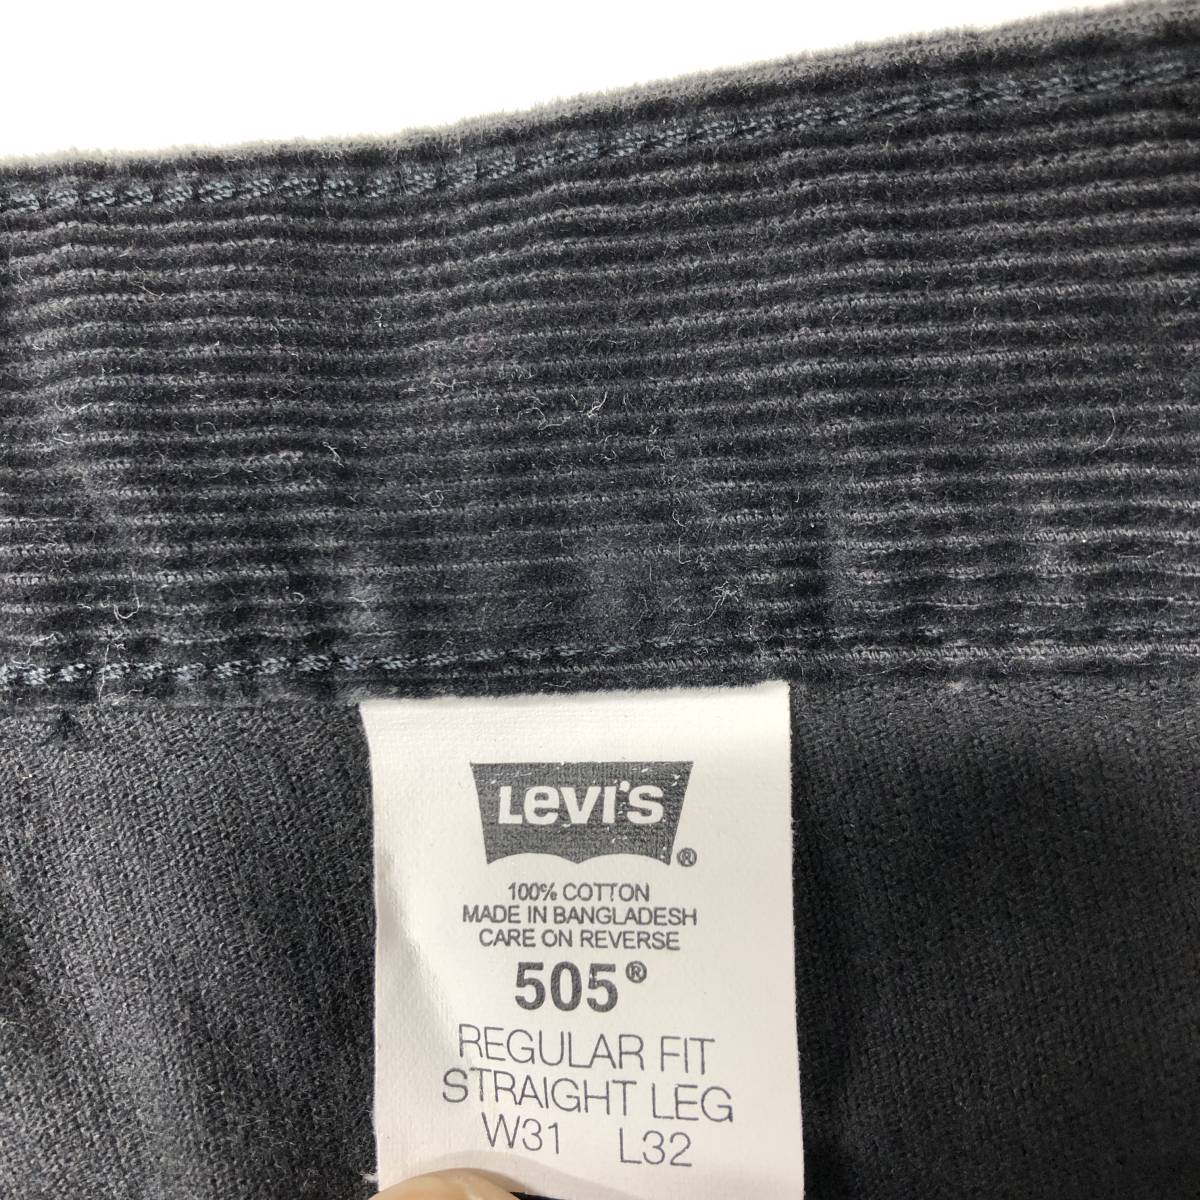 LEVI'S®
100% COTTON
MADE IN BANGLADESH
CARE ON REVERSE
505®
REGULAR FIT
STRAIGHT LEG
W31 L32